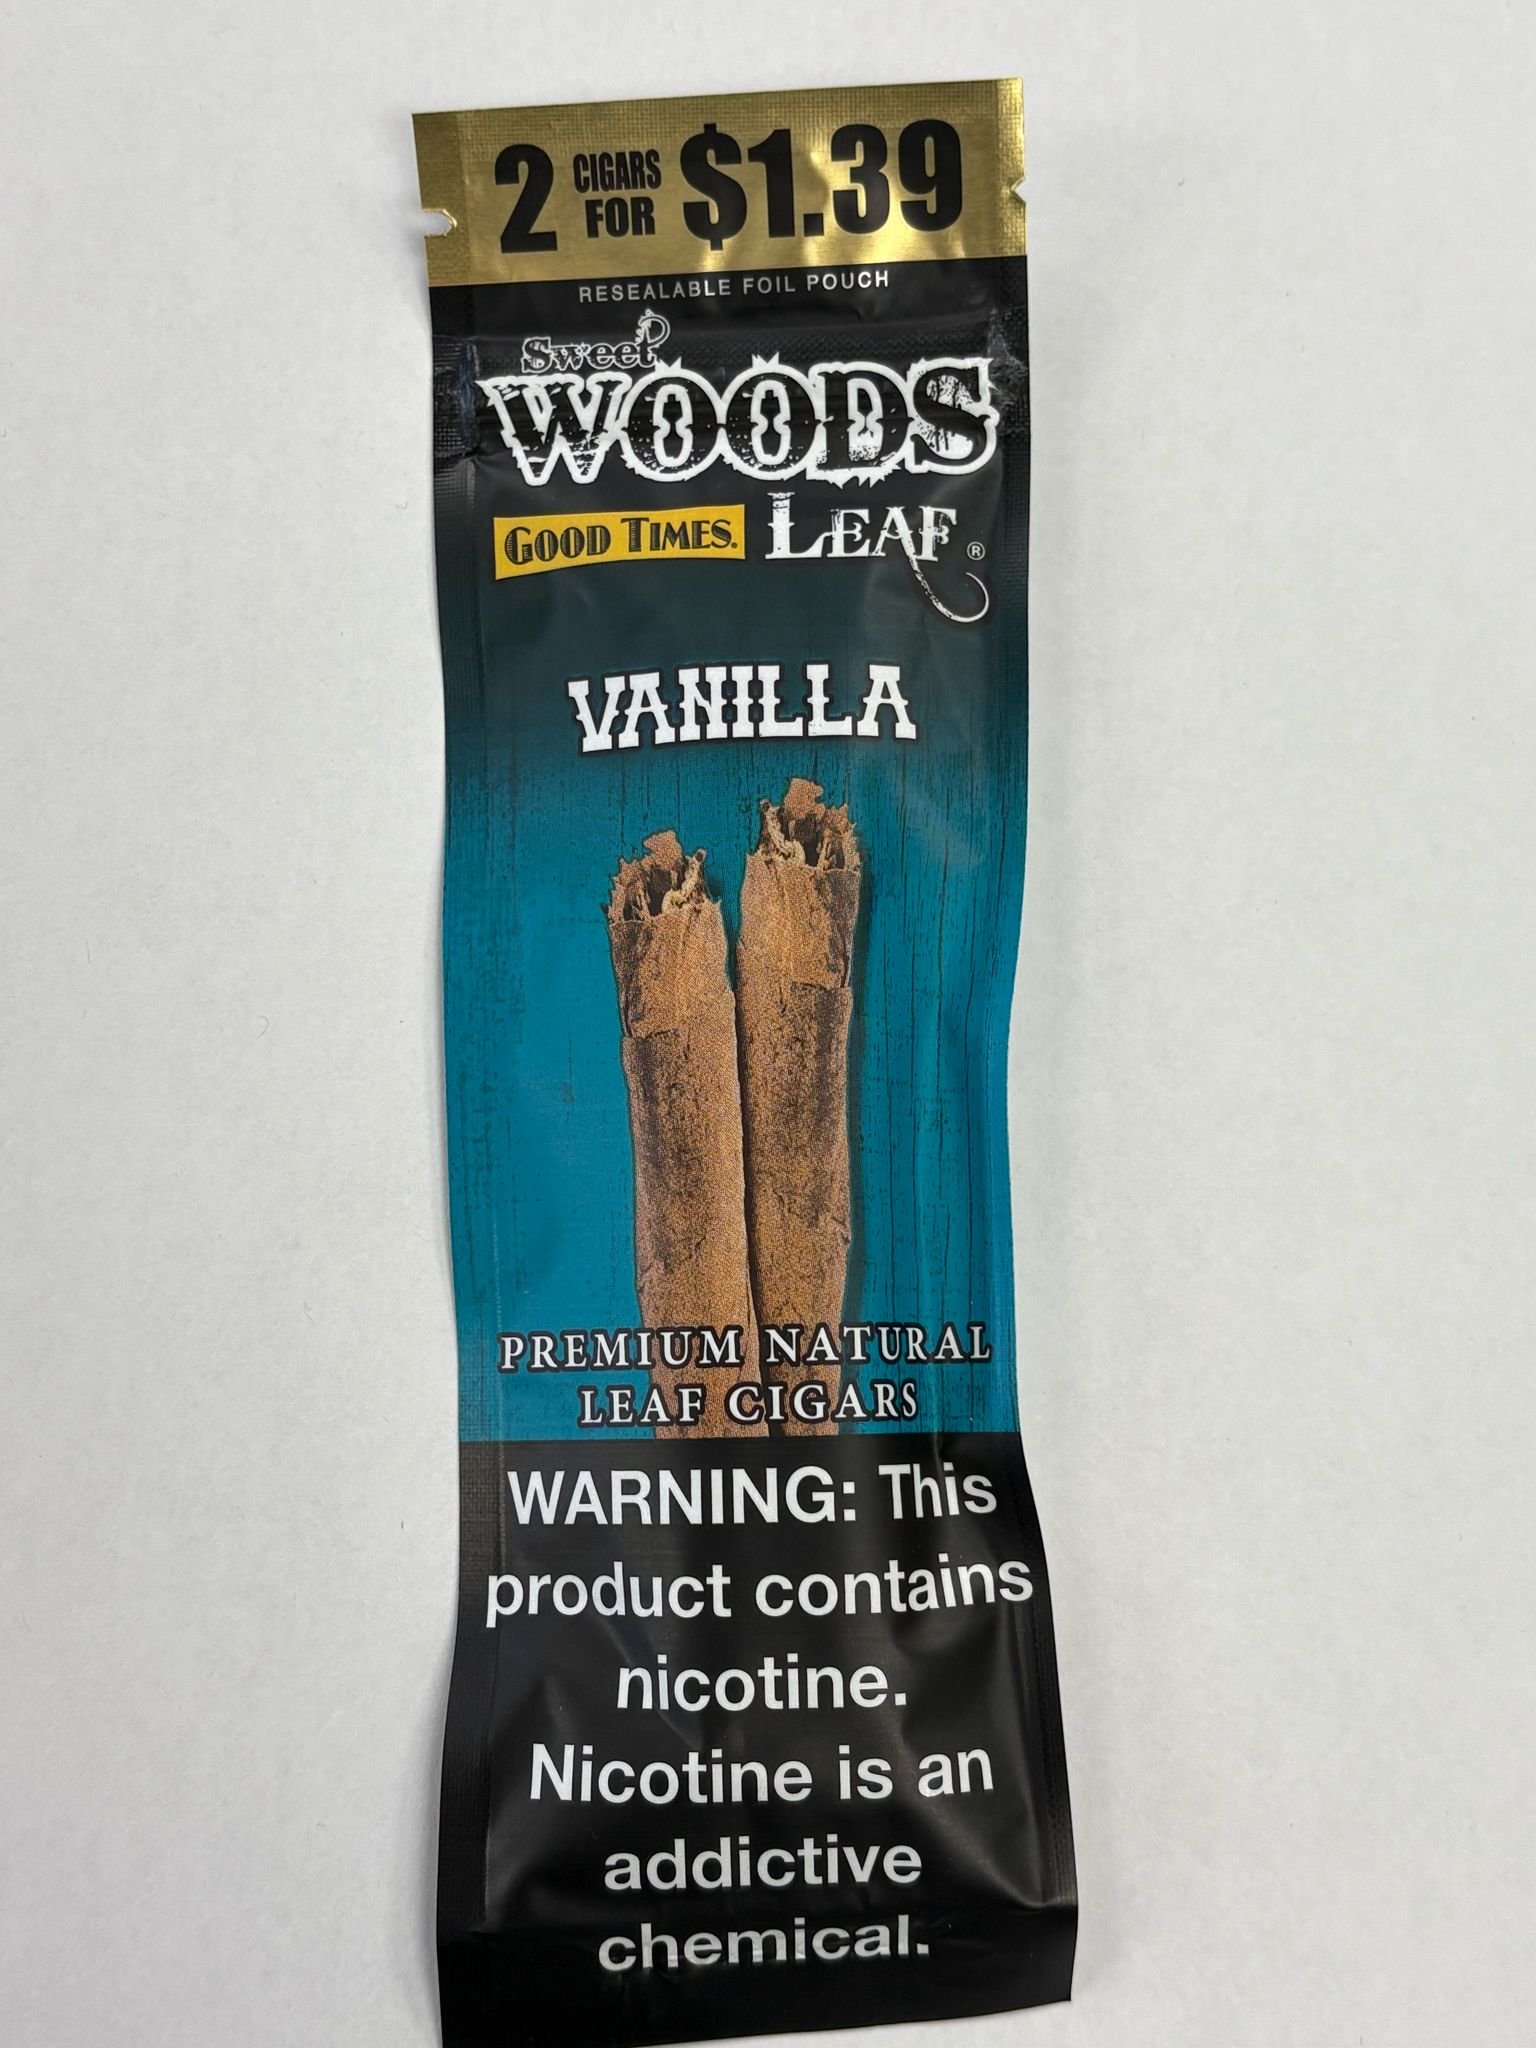 2 CIGARS FOR $1.39
RESEALABLE FOIL POUCH
Sweet
WOODS
GOOD TIMES. LEAF ®
VANILLA
PREMIUM NATURAL
LEAF CIGARS
WARNING: This
product contains
nicotine.
Nicotine is an
addictive
chemical.